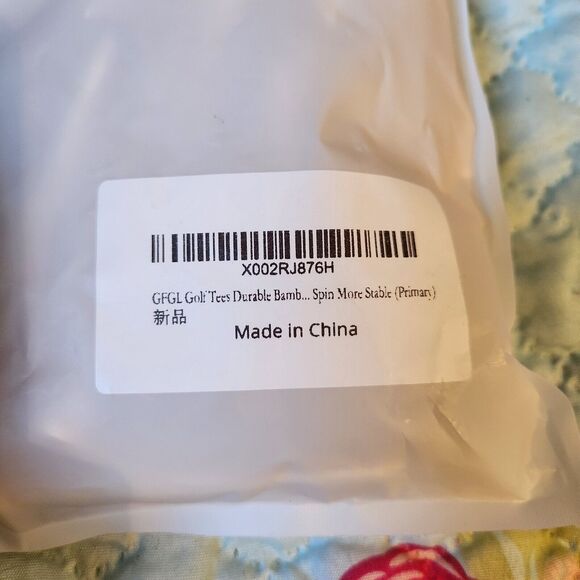 X002RJ876H
GFGL Golf Tees Durable Bamb... Spin More Stable (Primary)
新品
Made in China